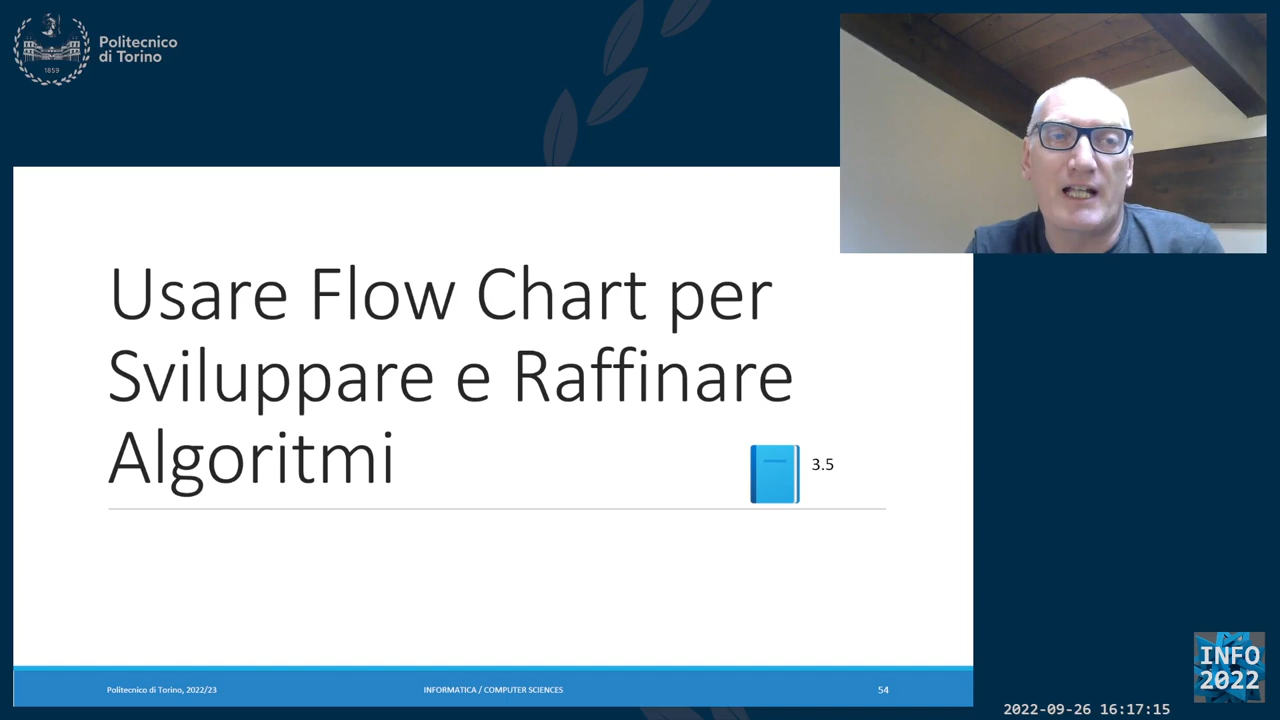 Politecnico
di Torino
1859
Usare Flow Chart per
Sviluppare e Raffinare
Algoritmi
3.5
Politecnico di Torino, 2022/23
INFORMATICA / COMPUTER SCIENCES
54
INFO
2022
2022-09-26 16:17:15